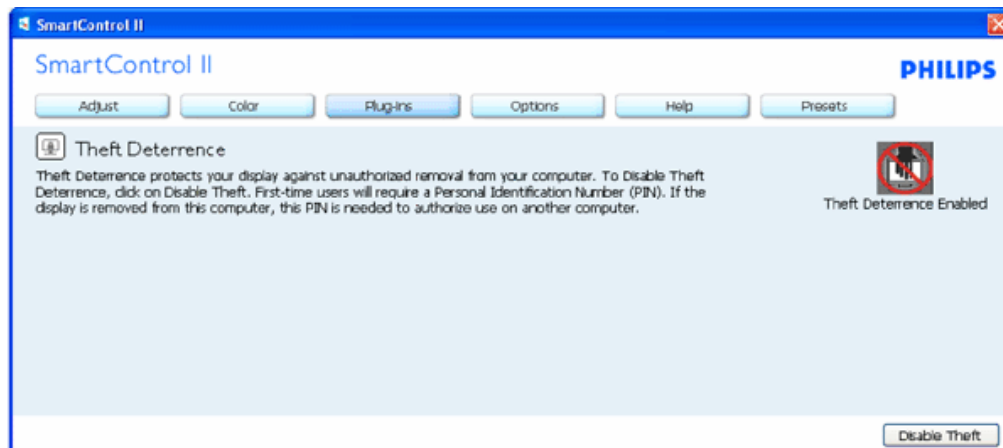 SmartControl II
SmartControl II
PHILIPS
Adjust Color Plug-Ins Options Help Presets
Theft Deterrence
Theft Deterrence protects your display against unauthorized removal from your computer. To Disable Theft
Deterrence, click on Disable Theft. First-time users will require a Personal Identification Number (PIN). If the
display is removed from this computer, this PIN is needed to authorize use on another computer.
Theft Deterrence Enabled
Disable Theft